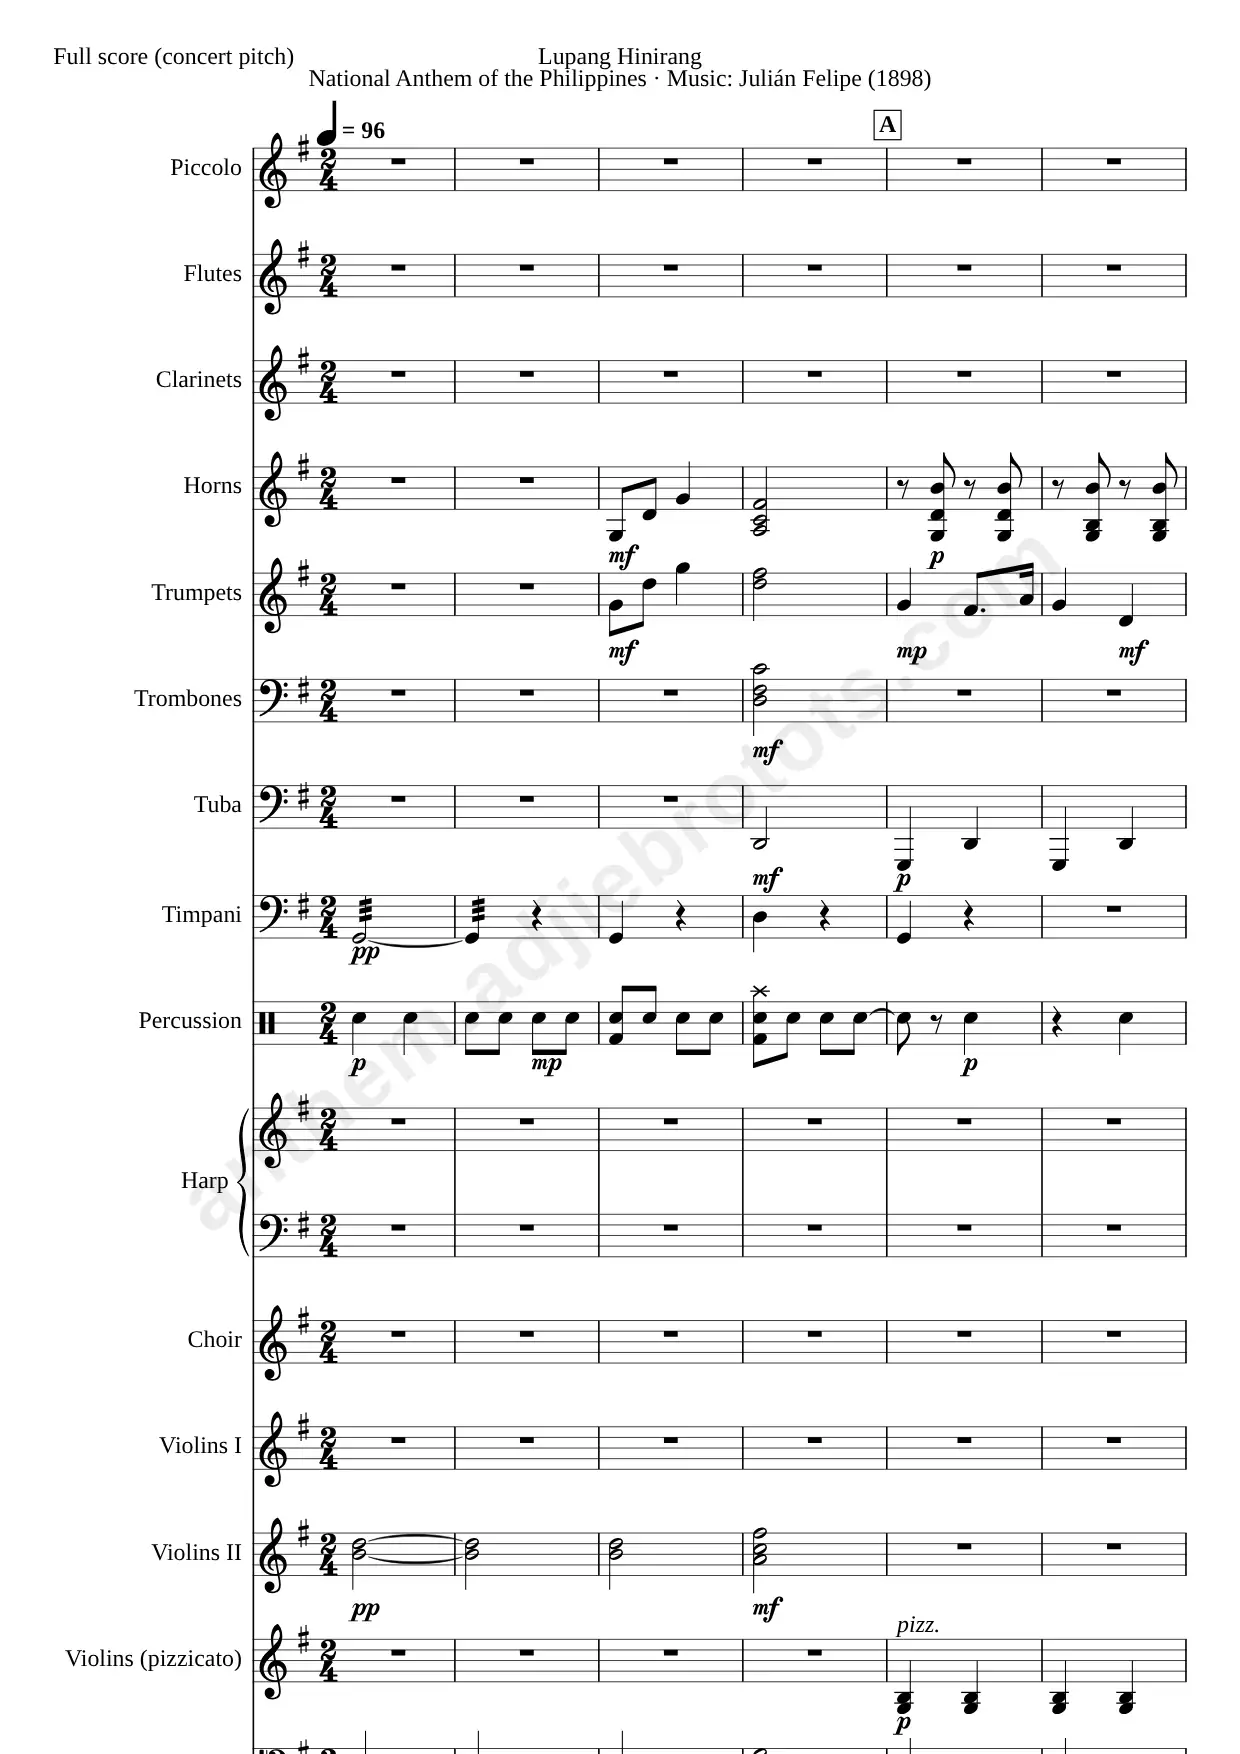 Full score (concert pitch)
Lupang Hinirang
National Anthem of the Philippines · Music: Julián Felipe (1898)
= 96
A
Piccolo
Flutes
Clarinets
Horns
mf
p
Trumpets
mf
mp
mf
Trombones
mf
Tuba
mf
p
Timpani
pp
Percussion
p
mp
p
Harp
Choir
Violins I
Violins II
pp
mf
pizz.
Violins (pizzicato)
p
anthem.adjiebrotots.com